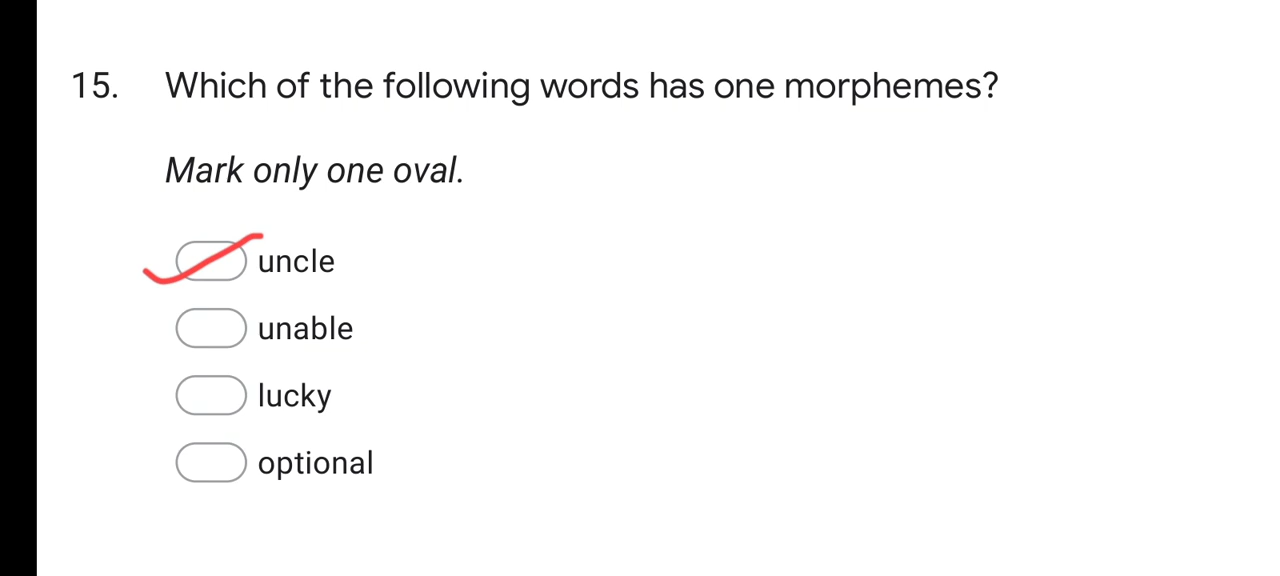 15. Which of the following words has one morphemes?
Mark only one oval.
uncle
unable
lucky
optional